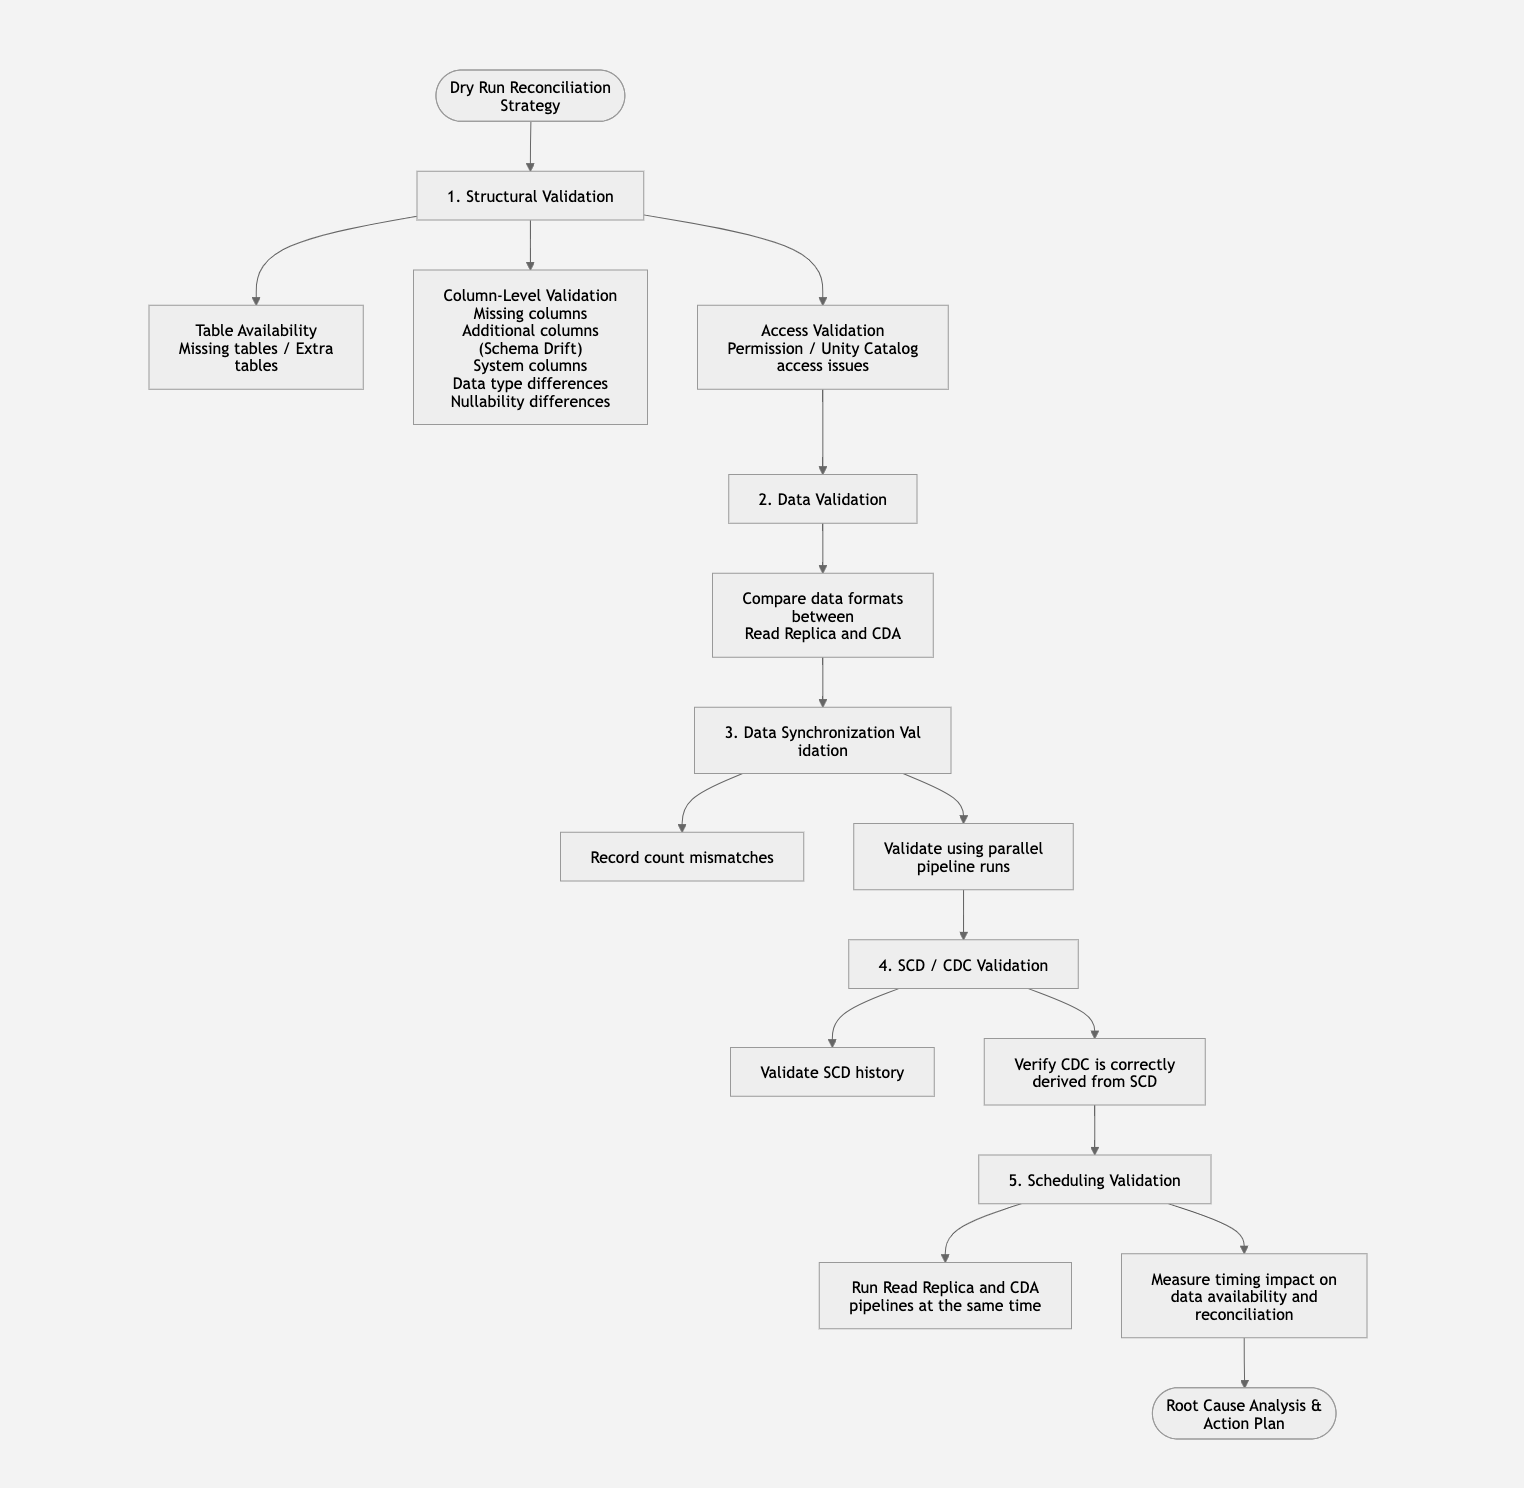 Dry Run Reconciliation
Strategy
1. Structural Validation
Table Availability
Missing tables / Extra
tables
Column-Level Validation
Missing columns
Additional columns
(Schema Drift)
System columns
Data type differences
Nullability differences
Access Validation
Permission / Unity Catalog
access issues
2. Data Validation
Compare data formats
between
Read Replica and CDA
3. Data Synchronization Val
idation
Record count mismatches
Validate using parallel
pipeline runs
4. SCD / CDC Validation
Validate SCD history
Verify CDC is correctly
derived from SCD
5. Scheduling Validation
Run Read Replica and CDA
pipelines at the same time
Measure timing impact on
data availability and
reconciliation
Root Cause Analysis &
Action Plan